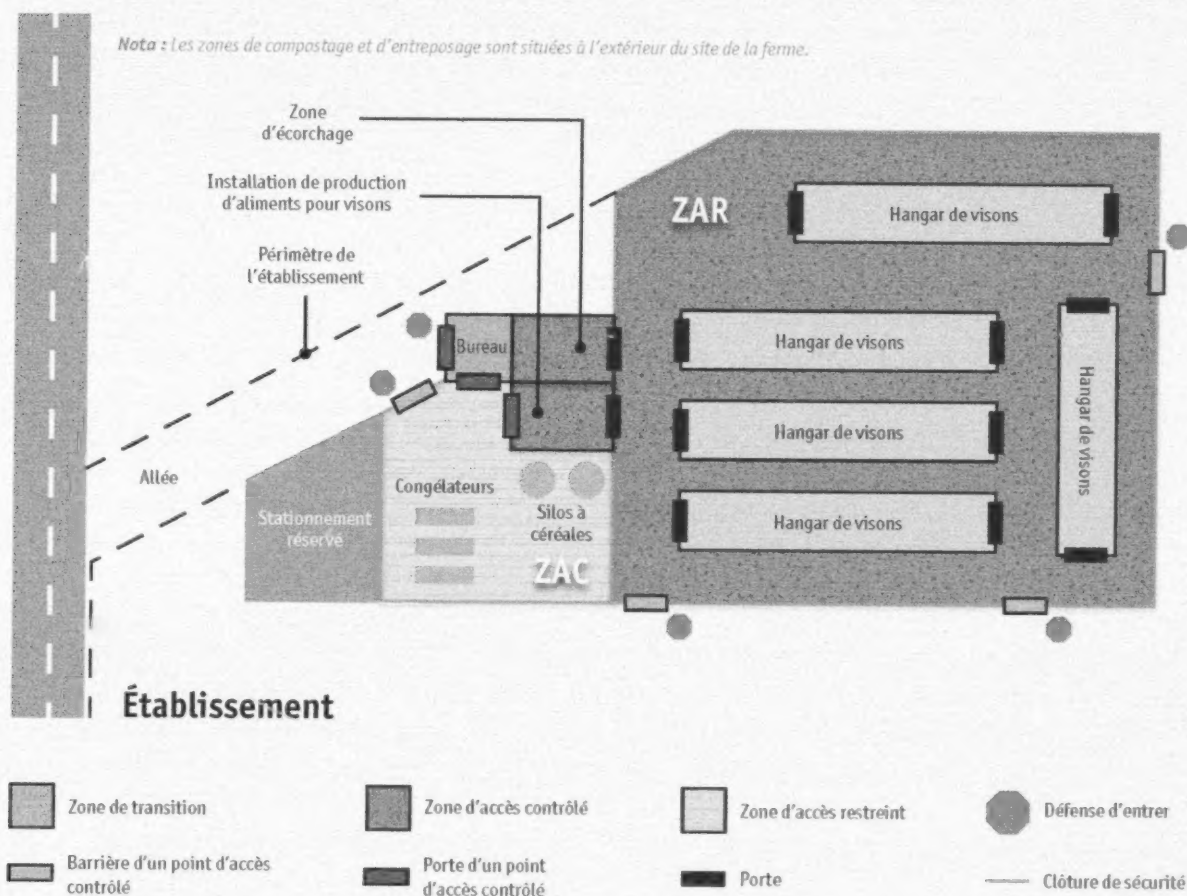 Nota : Les zones de compostage et d'entreposage sont situées à l'extérieur du site de la ferme.
Zone
d'écorchage
Installation de production
d'aliments pour visons
Périmètre de
l'établissement
ZAR
Hangar de visons
Bureau
Hangar de visons
Hangar de visons
Hangar de visons
Hangar de visons
Allée
Stationnement
réservé
Congélateurs
Silos à
céréales
ZAC
Établissement
Zone de transition
Zone d'accès contrôlé
Zone d'accès restreint
Défense d'entrer
Barrière d'un point d'accès
contrôlé
Porte d'un point
d'accès contrôlé
Porte
Clôture de sécurité